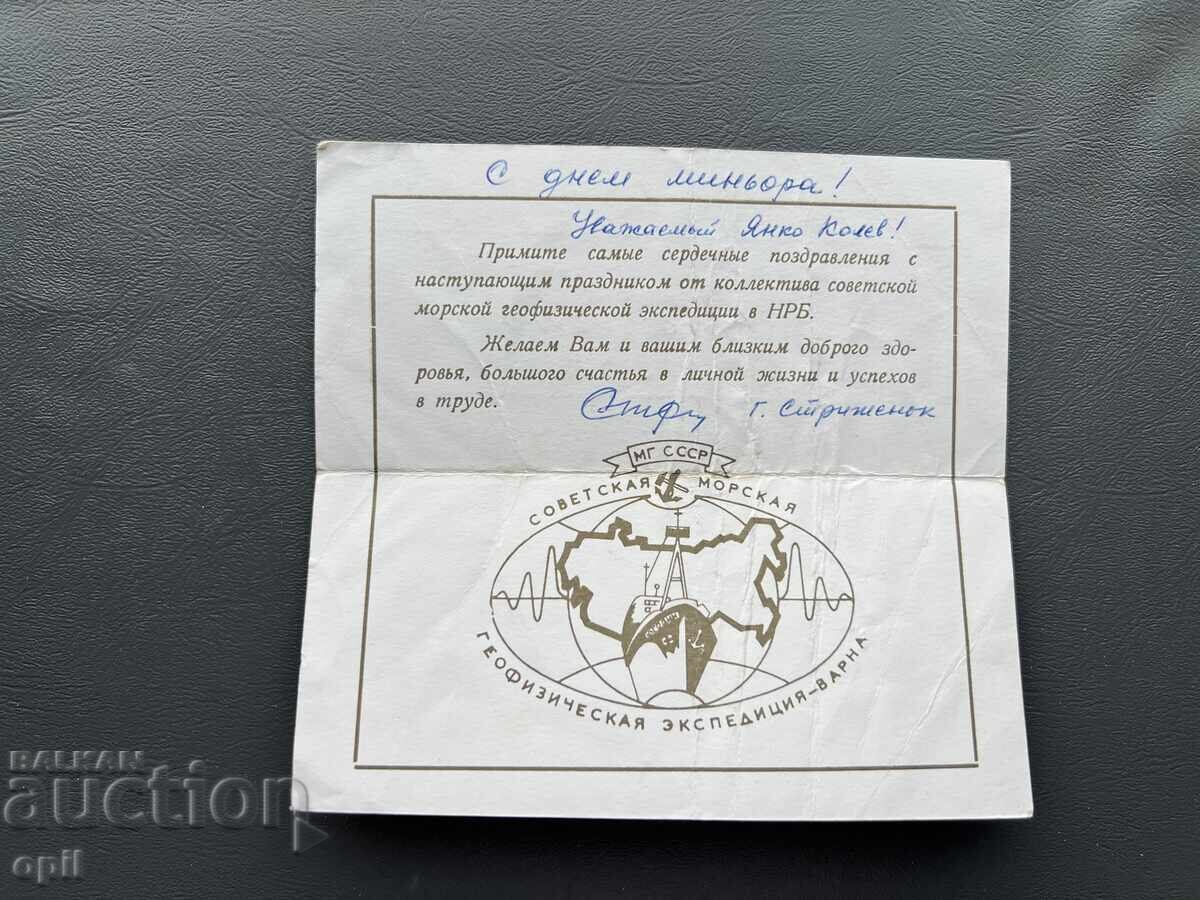 С днем миньора!
Уважаемый Янко Колев!
Примите самые сердечные поздравления с
наступающим праздником от коллектива советской
морской геофизической экспедиции в НРБ.
Желаем Вам и вашим близким доброго здо-
ровья, большого счастья в личной жизни и успехов
в труде.
Г. Стриженок
МГ СССР
СОВЕТСКАЯ МОРСКАЯ
ГЕОФИЗИЧЕСКАЯ ЭКСПЕДИЦИЯ–ВАРНА
BALKAN
auction
opil